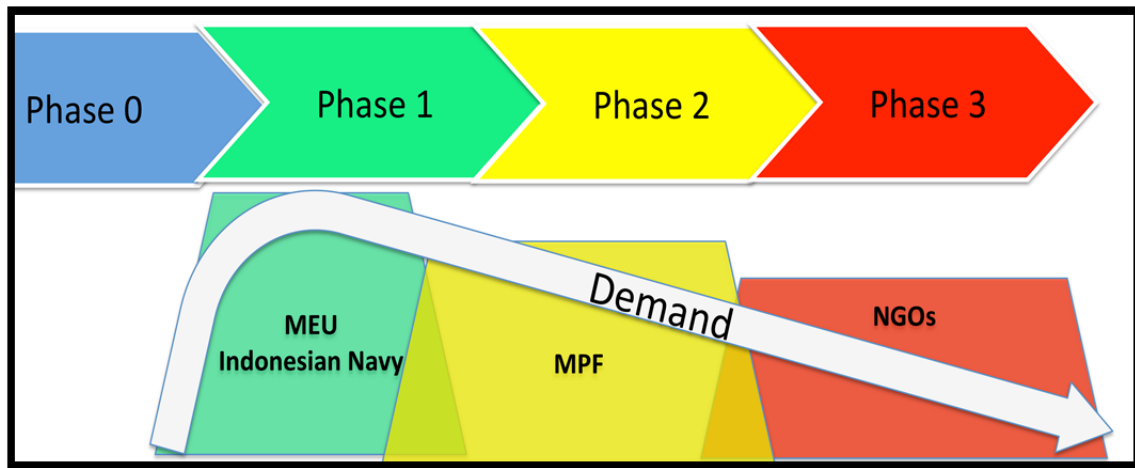 Phase 0
Phase 1
Phase 2
Phase 3
Demand
MEU
Indonesian Navy
MPF
NGOs